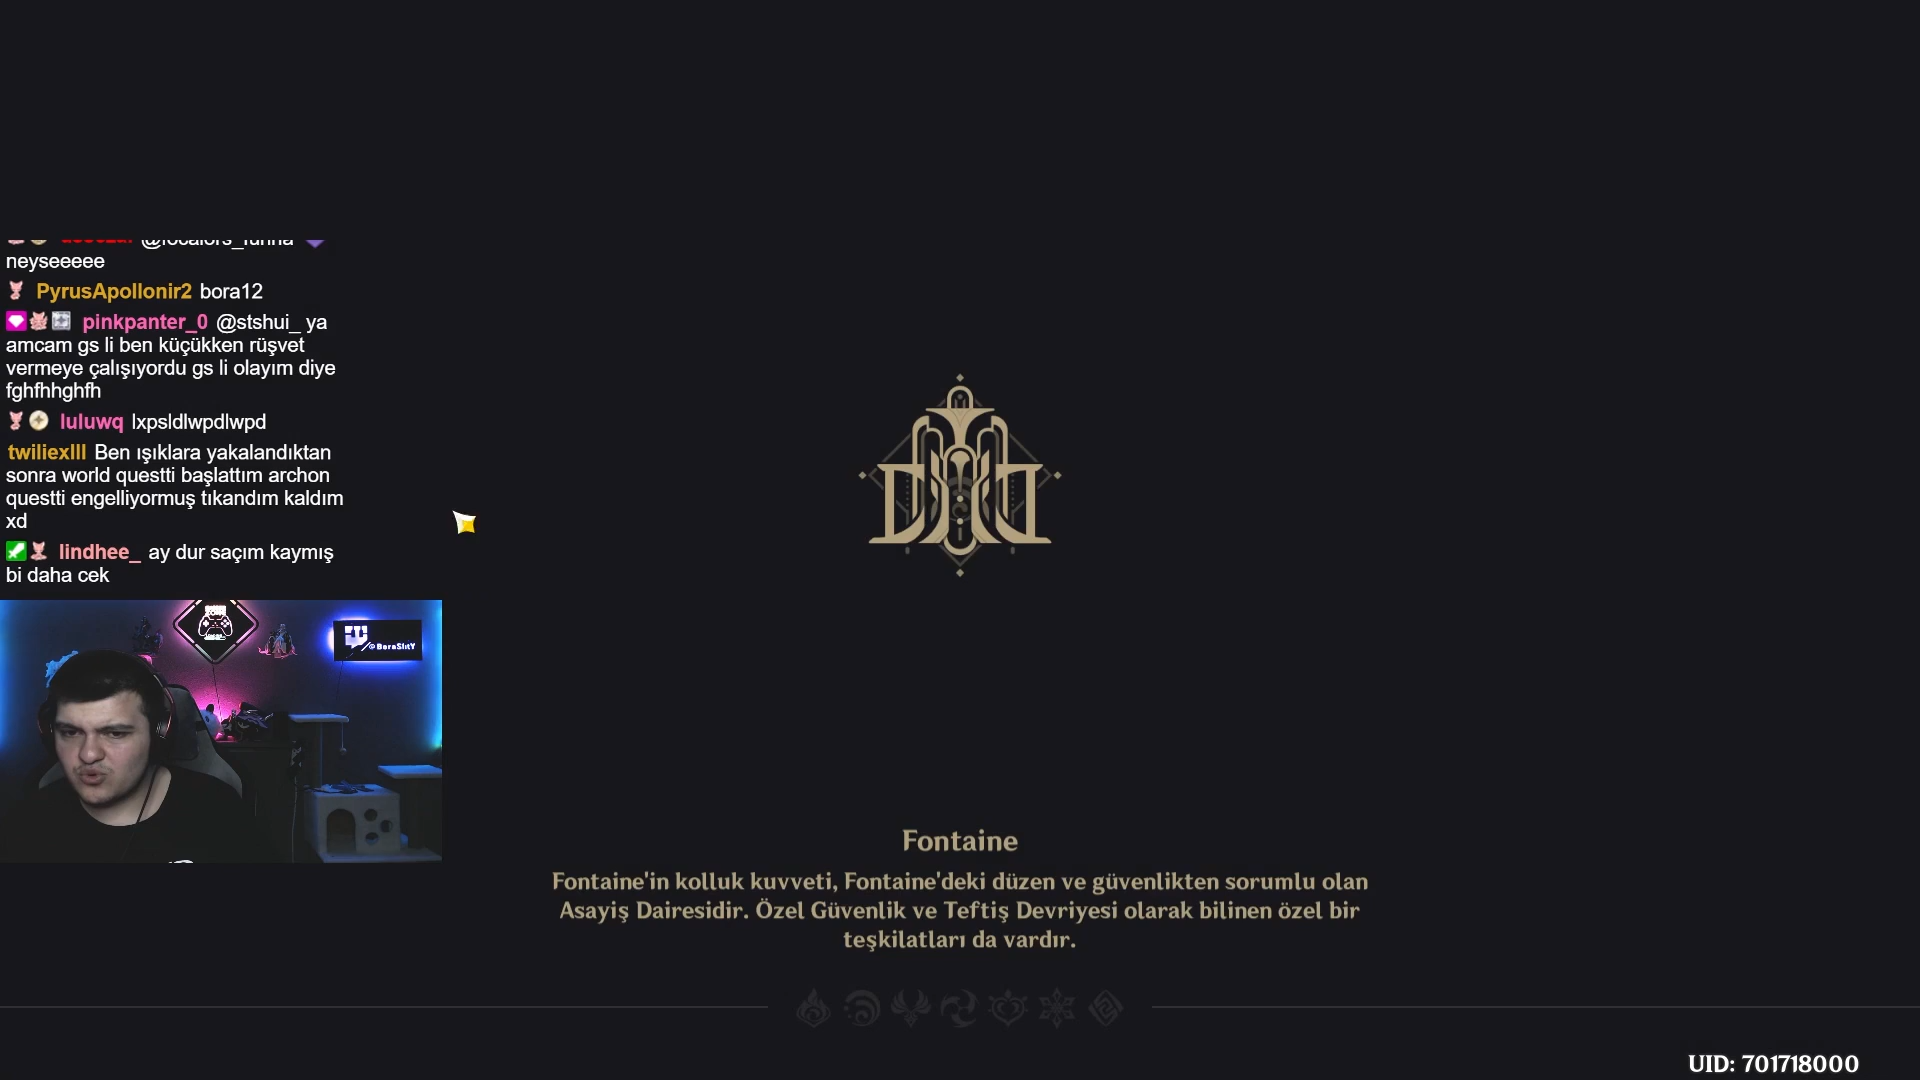 @focalors_furina
neyseeeee
PyrusApollonir2 bora12
pinkpanter_0 @stshui_ ya
amcam gs li ben küçükken rüşvet
vermeye çalışıyordu gs li olayım diye
fghfhhghfh
luluwq lxpsldlwpdlwpd
twiliexlll Ben ışıklara yakalandıktan
sonra world questti başlattım archon
questti engelliyormuş tıkandım kaldım
xd
lindhee_ ay dur saçım kaymış
bi daha cek
/@BoraSlitY
Fontaine
Fontaine'in kolluk kuvveti, Fontaine'deki düzen ve güvenlikten sorumlu olan
Asayiş Dairesidir. Özel Güvenlik ve Teftiş Devriyesi olarak bilinen özel bir
teşkilatları da vardır.
UID: 701718000